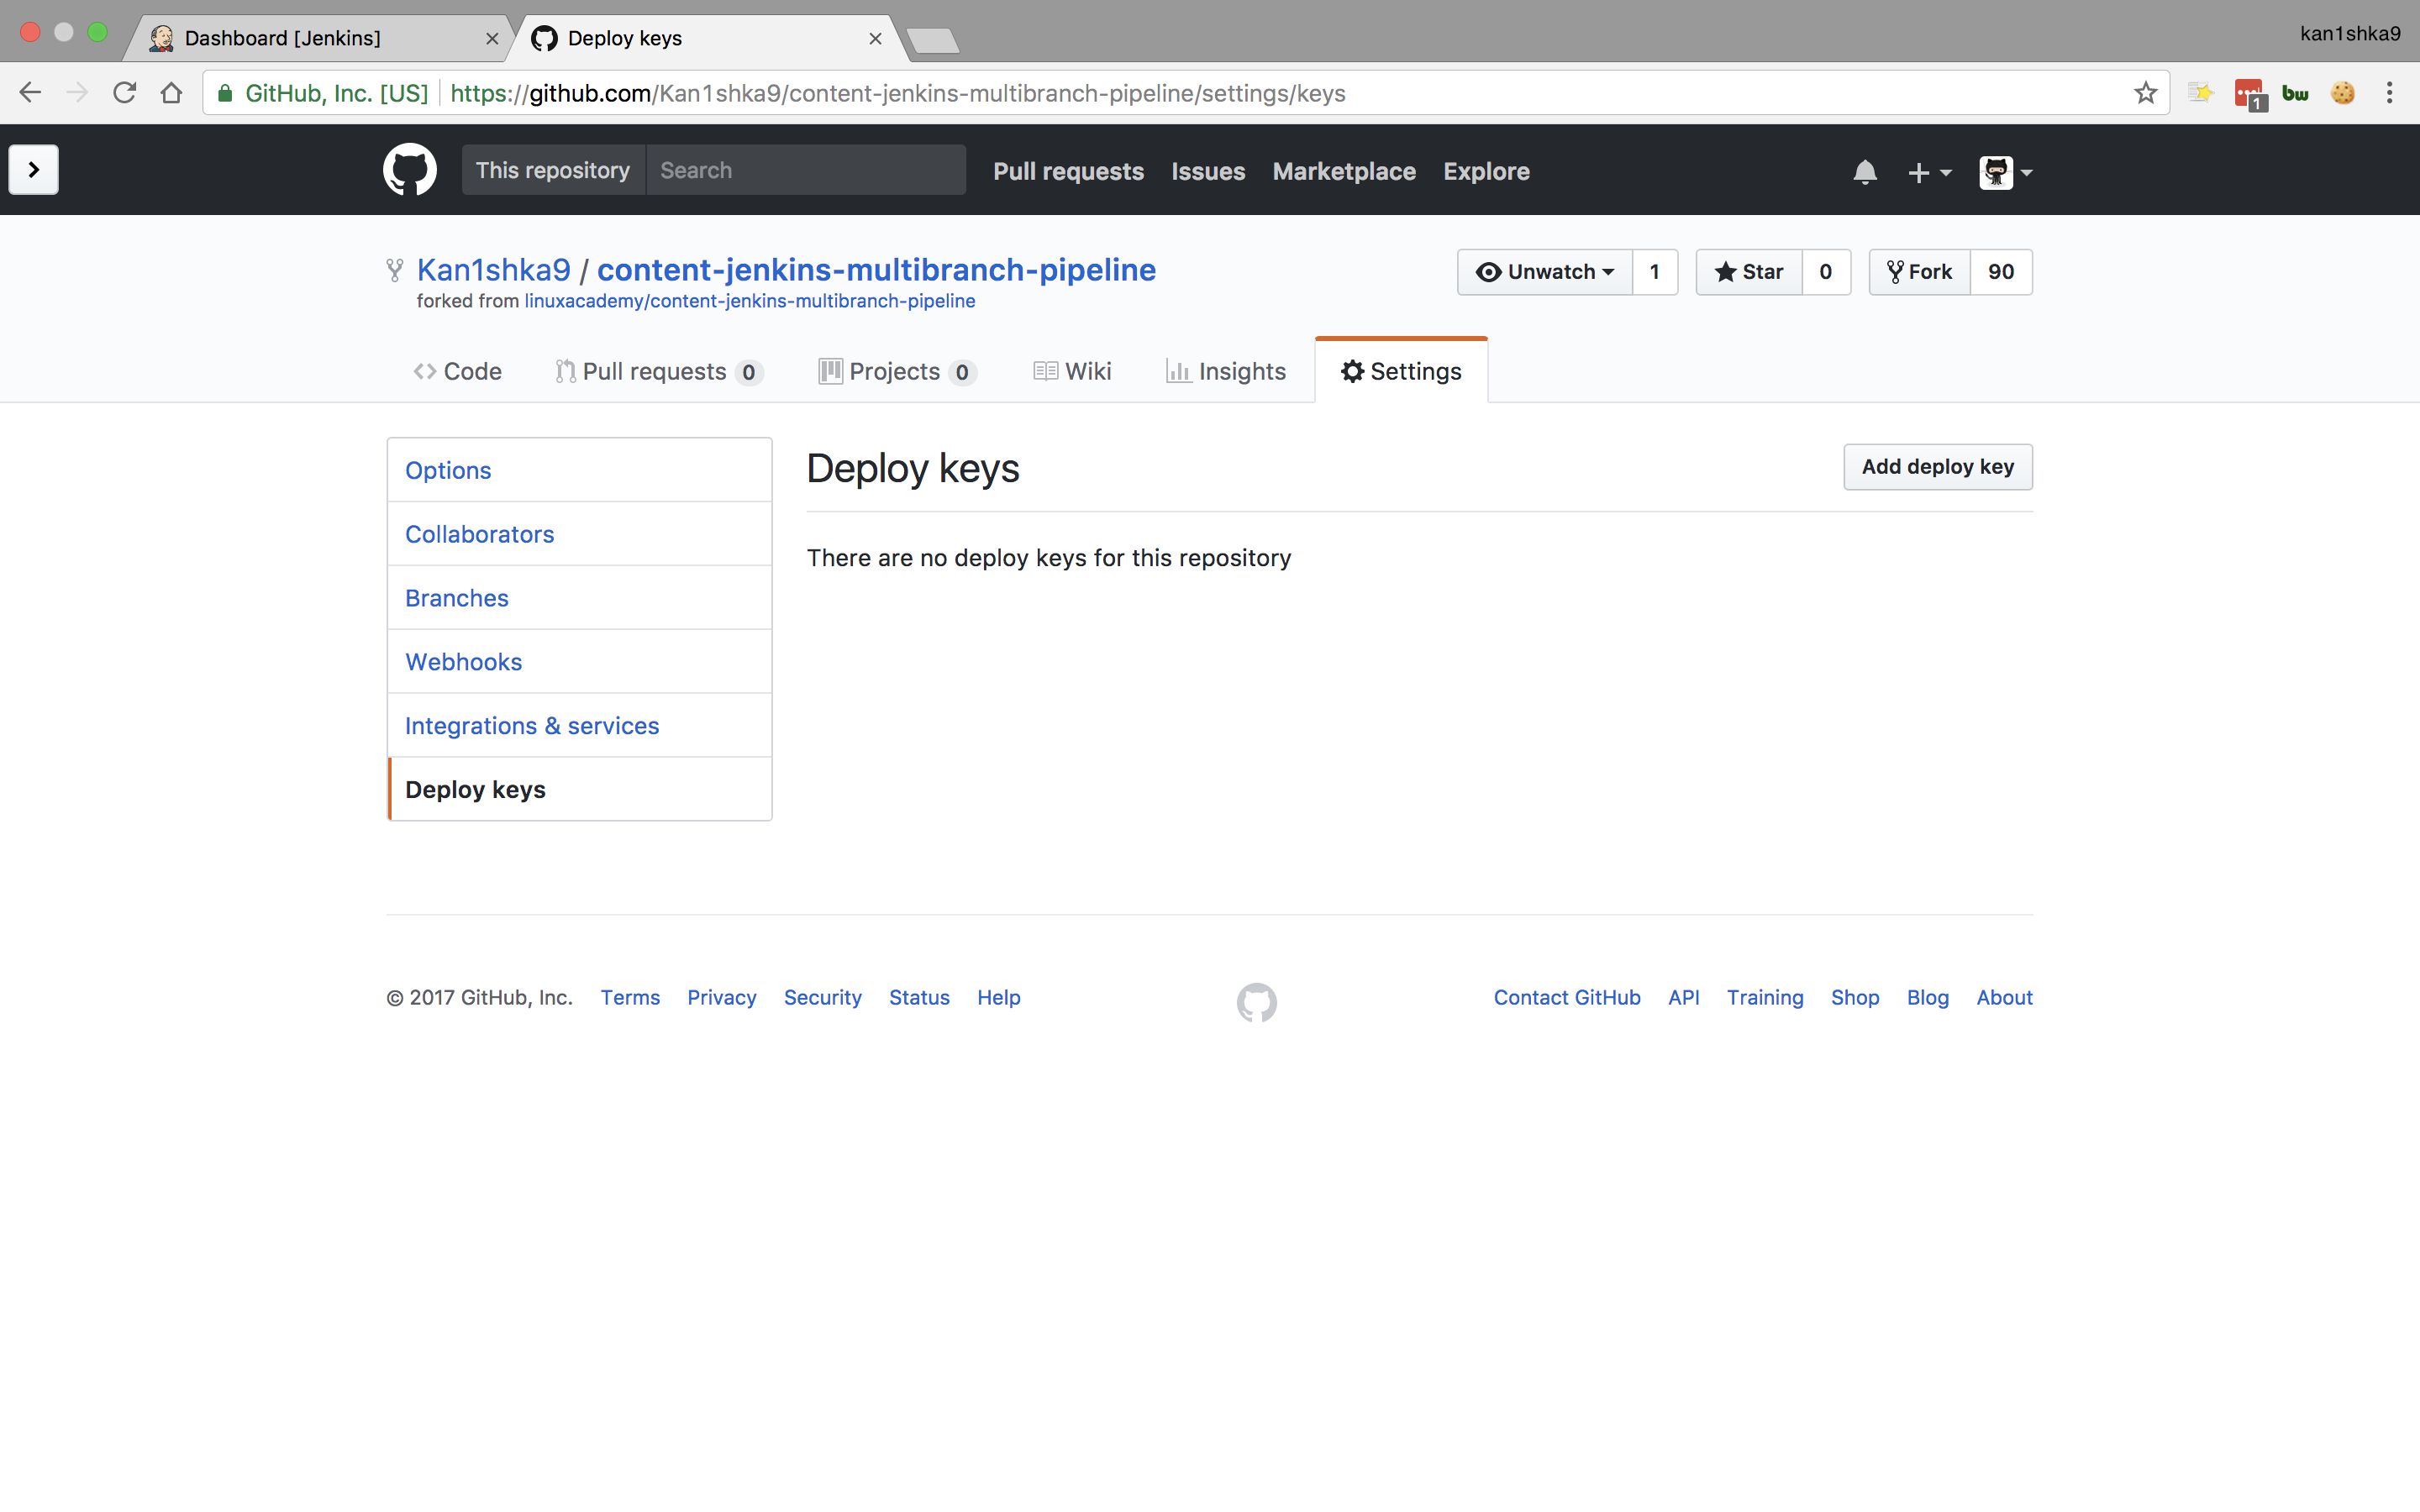 Dashboard [Jenkins]
Deploy keys
kan1shka9
GitHub, Inc. [US]
https://github.com/Kan1shka9/content-jenkins-multibranch-pipeline/settings/keys
1
bw
This repository
Search
Pull requests
Issues
Marketplace
Explore
Kan1shka9 / content-jenkins-multibranch-pipeline
forked from linuxacademy/content-jenkins-multibranch-pipeline
Unwatch
1
Star
0
Fork
90
Code
Pull requests 0
Projects 0
Wiki
Insights
Settings
Options
Collaborators
Branches
Webhooks
Integrations & services
Deploy keys
Deploy keys
Add deploy key
There are no deploy keys for this repository
© 2017 GitHub, Inc.
Terms
Privacy
Security
Status
Help
Contact GitHub
API
Training
Shop
Blog
About